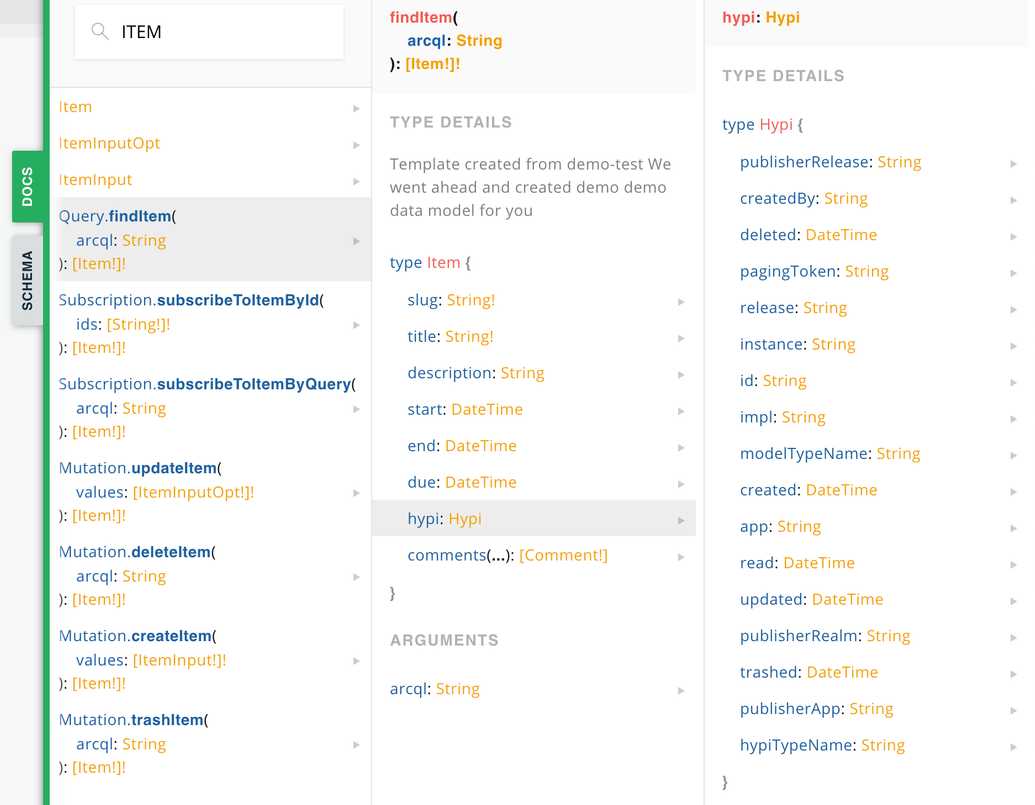 DOCS
SCHEMA
ITEM
Item
ItemInputOpt
ItemInput
Query.findItem(
arcql: String
): [Item!]!
Subscription.subscribeToItemById(
ids: [String!]!
): [Item!]!
Subscription.subscribeToItemByQuery(
arcql: String
): [Item!]!
Mutation.updateItem(
values: [ItemInputOpt!]!
): [Item!]!
Mutation.deleteItem(
arcql: String
): [Item!]!
Mutation.createItem(
values: [ItemInput!]!
): [Item!]!
Mutation.trashItem(
arcql: String
): [Item!]!
findItem(
arcql: String
): [Item!]!
TYPE DETAILS
Template created from demo-test We
went ahead and created demo demo
data model for you
type Item {
slug: String!
title: String!
description: String
start: DateTime
end: DateTime
due: DateTime
hypi: Hypi
comments(...): [Comment!]
}
ARGUMENTS
arcql: String
hypi: Hypi
TYPE DETAILS
type Hypi {
publisherRelease: String
createdBy: String
deleted: DateTime
pagingToken: String
release: String
instance: String
id: String
impl: String
modelTypeName: String
created: DateTime
app: String
read: DateTime
updated: DateTime
publisherRealm: String
trashed: DateTime
publisherApp: String
hypiTypeName: String
}